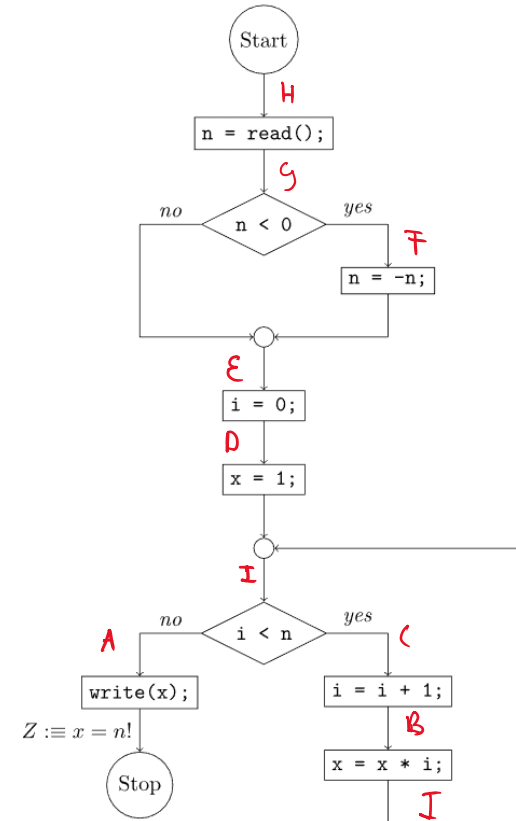 Start
H
n = read();
G
no
n < 0
yes
F
n = -n;
E
i = 0;
D
x = 1;
I
no
i < n
yes
A
C
write(x);
i = i + 1;
B
Z :≡ x = n!
x = x * i;
Stop
I